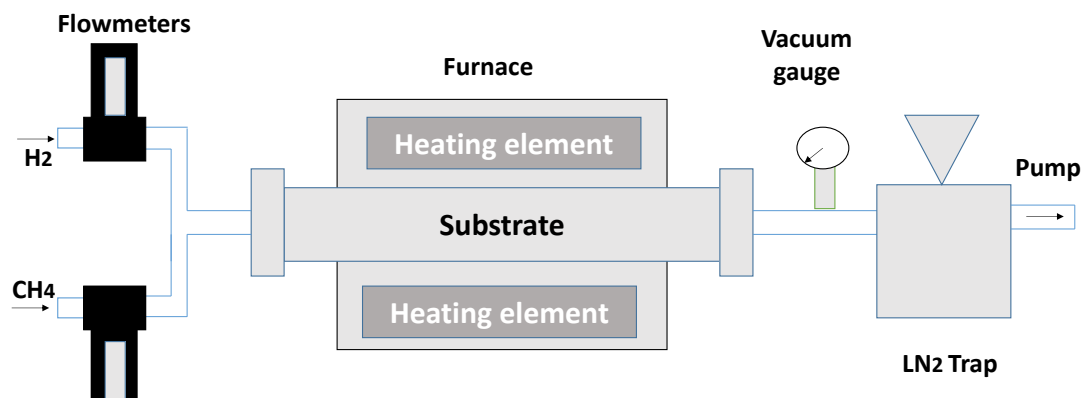 Flowmeters
Vacuum
gauge
Furnace
Heating element
H2
Pump
Substrate
CH4
Heating element
LN2 Trap